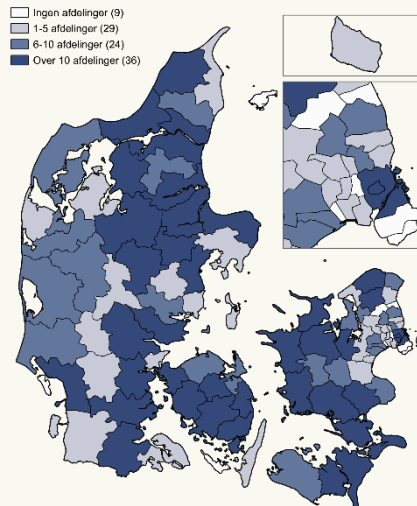 Ingen afdelinger (9)
1-5 afdelinger (29)
6-10 afdelinger (24)
Over 10 afdelinger (36)